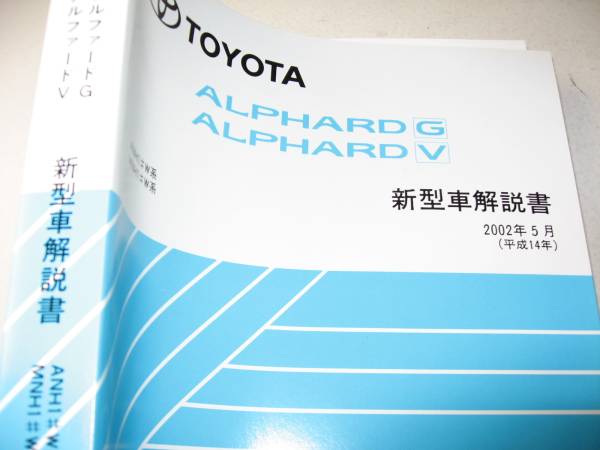 TOYOTA
ALPHARD G
ALPHARD V
新型車解説書
2002年5月
(平成14年)
ルファードG
ルファードV
新型車解説書
ANH1#W
MNH1#W